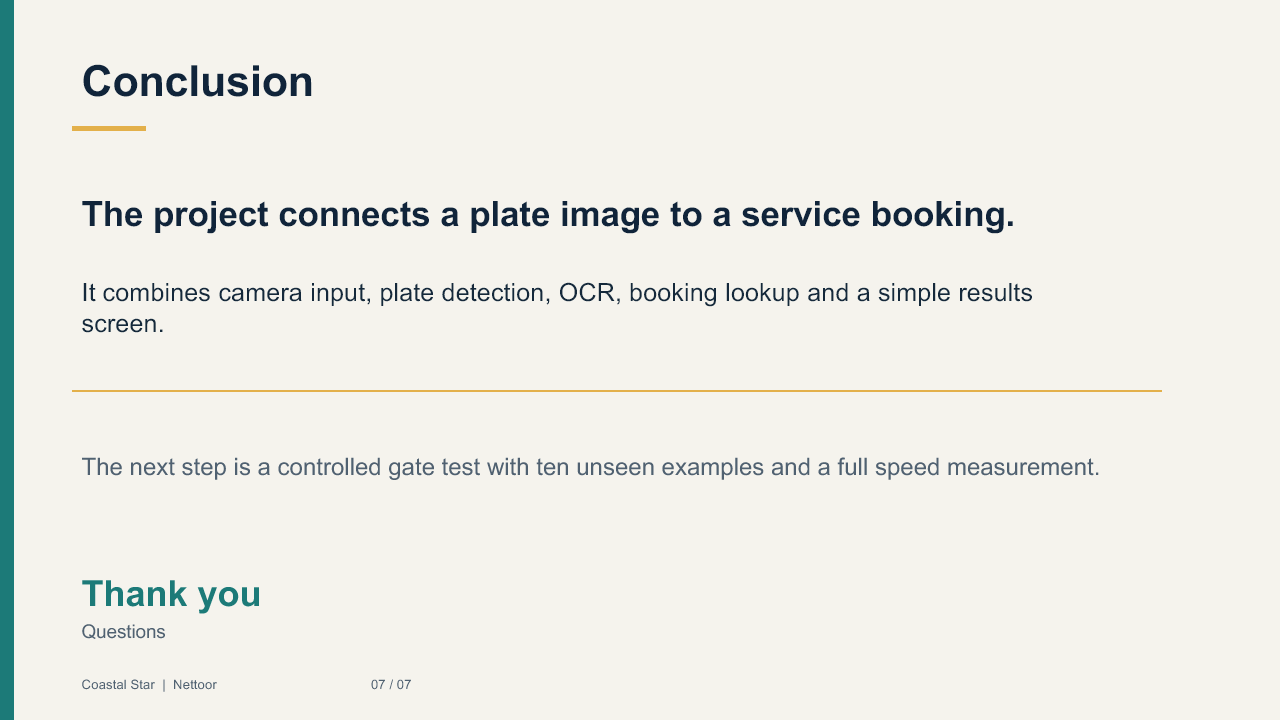 Conclusion
The project connects a plate image to a service booking.
It combines camera input, plate detection, OCR, booking lookup and a simple results
screen.
The next step is a controlled gate test with ten unseen examples and a full speed measurement.
Thank you
Questions
Coastal Star | Nettoor 07 / 07